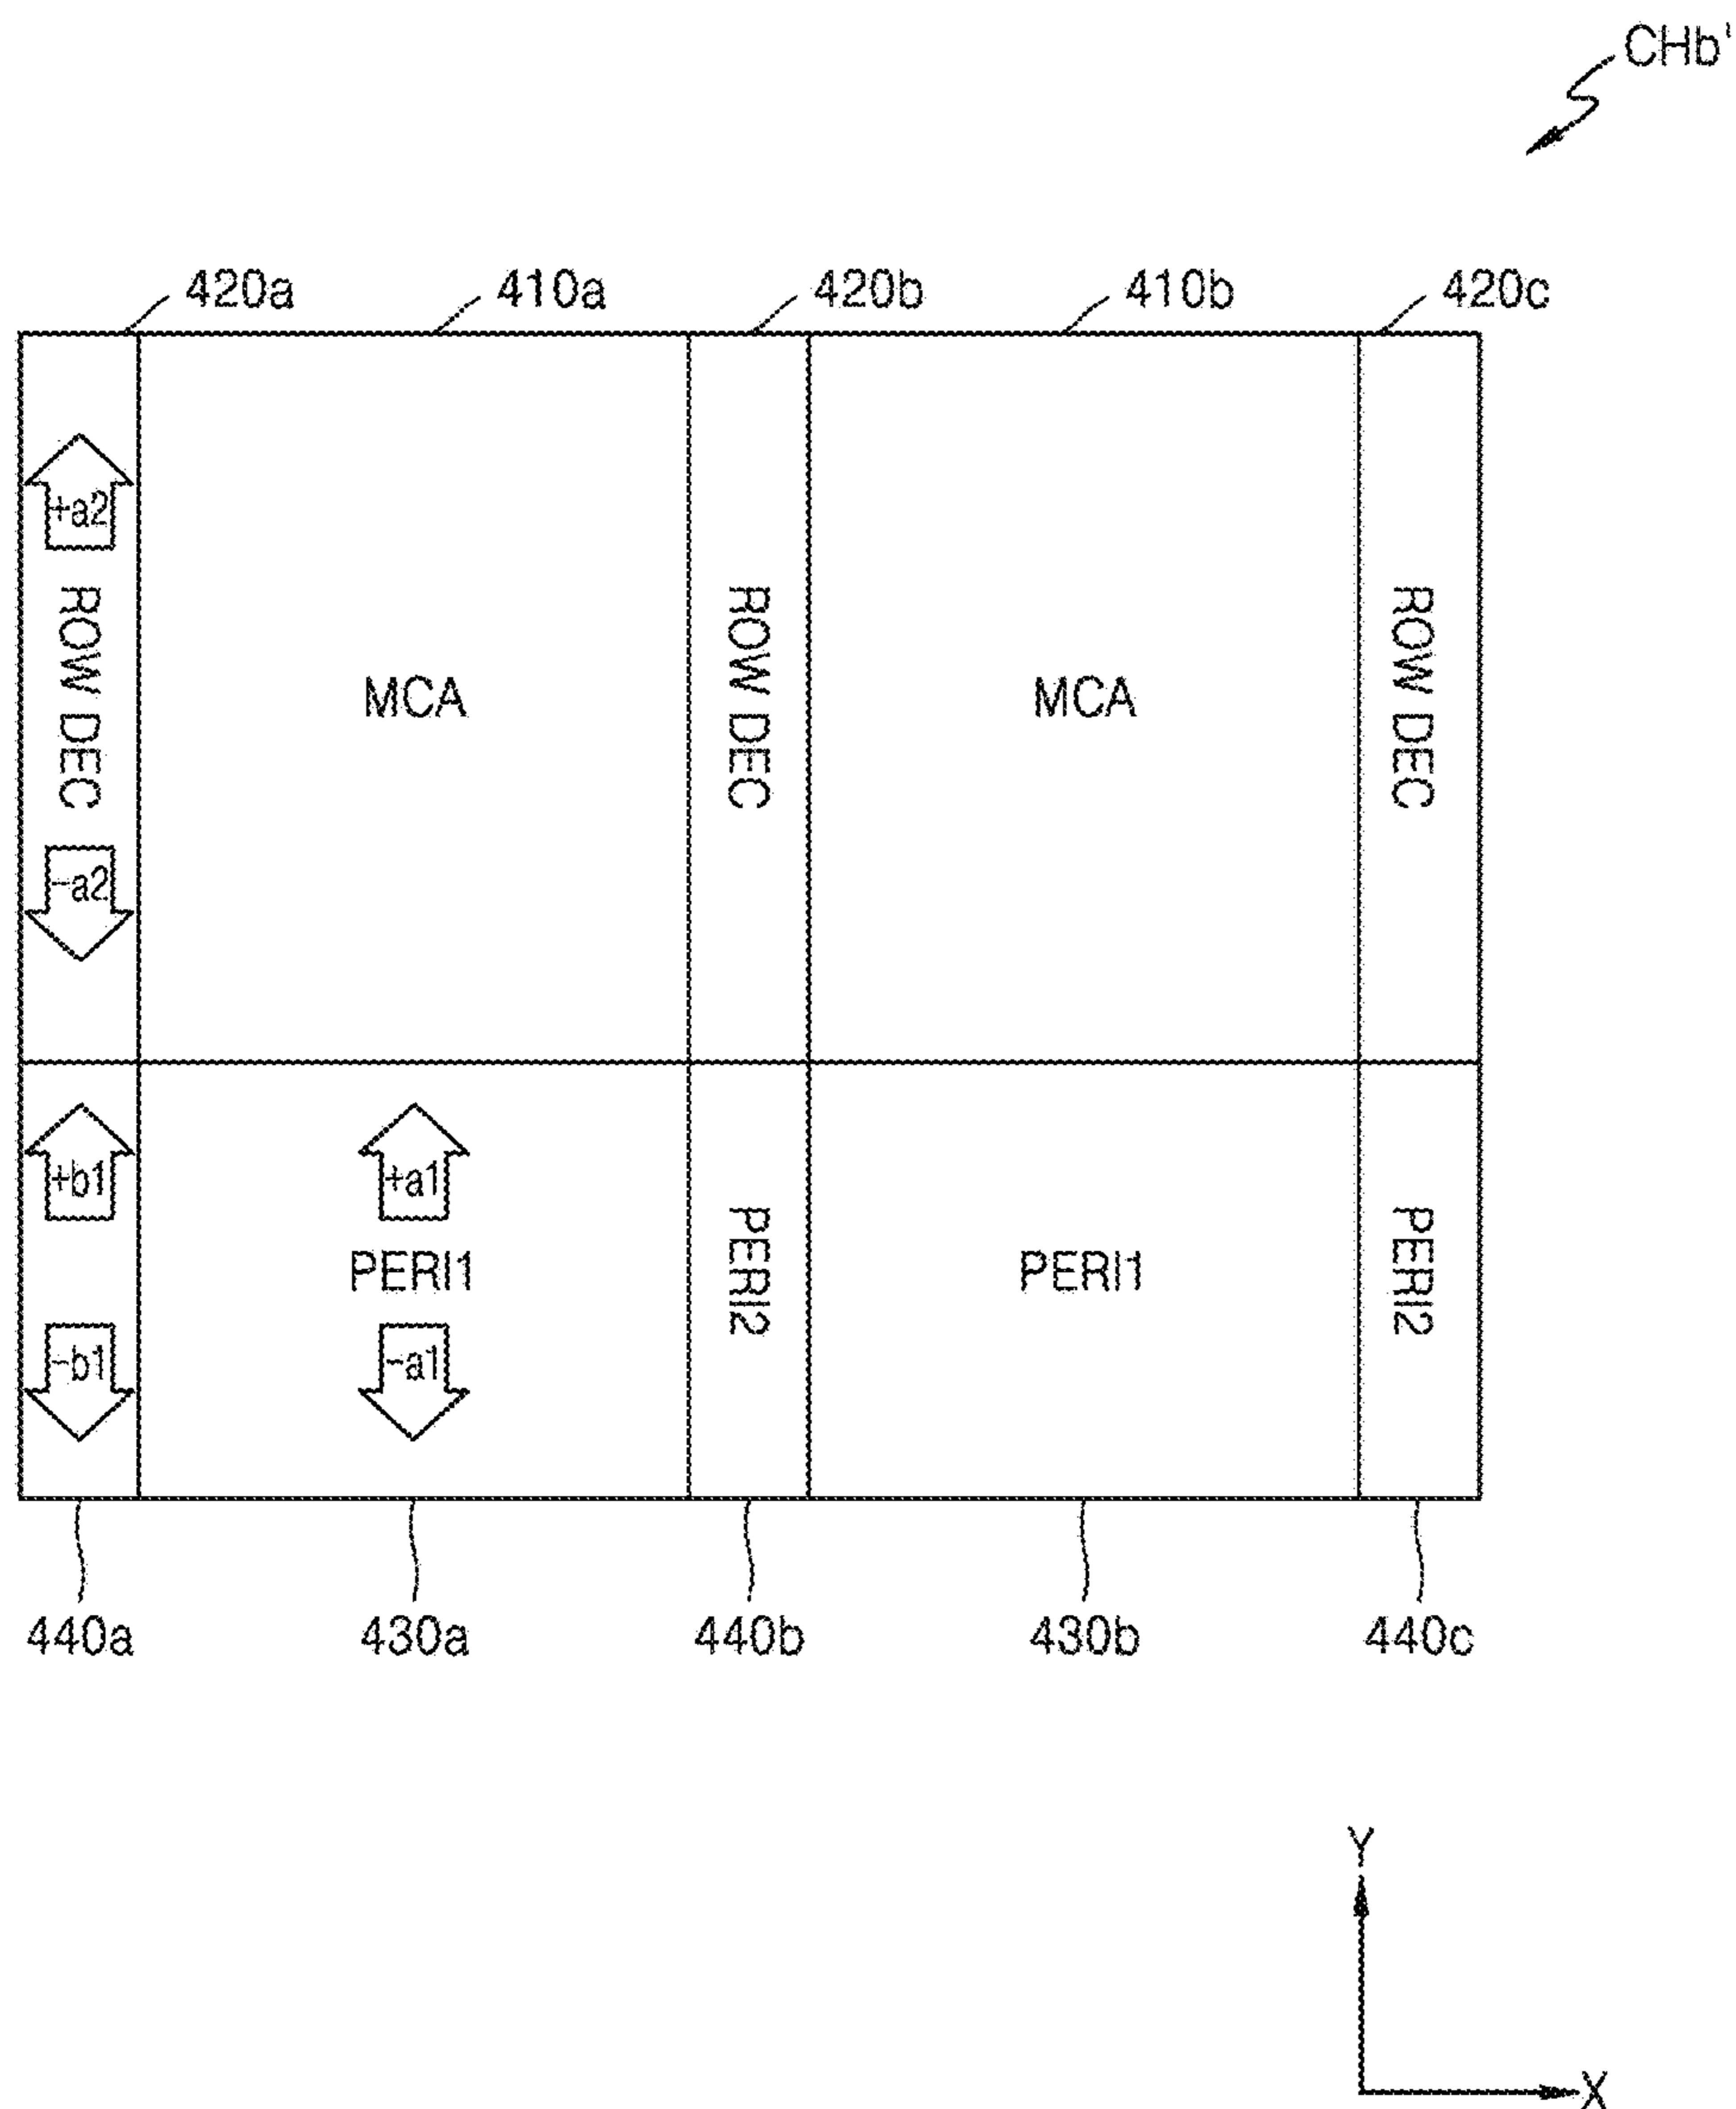 CHb'
420a 410a 420b 410b 420c
+a2
ROW DEC
MCA
ROW DEC
MCA
ROW DEC
-a2
+b1
+a1
PERI1
PERI2
PERI1
PERI2
-b1
-a1
440a 430a 440b 430b 440c
Y
X